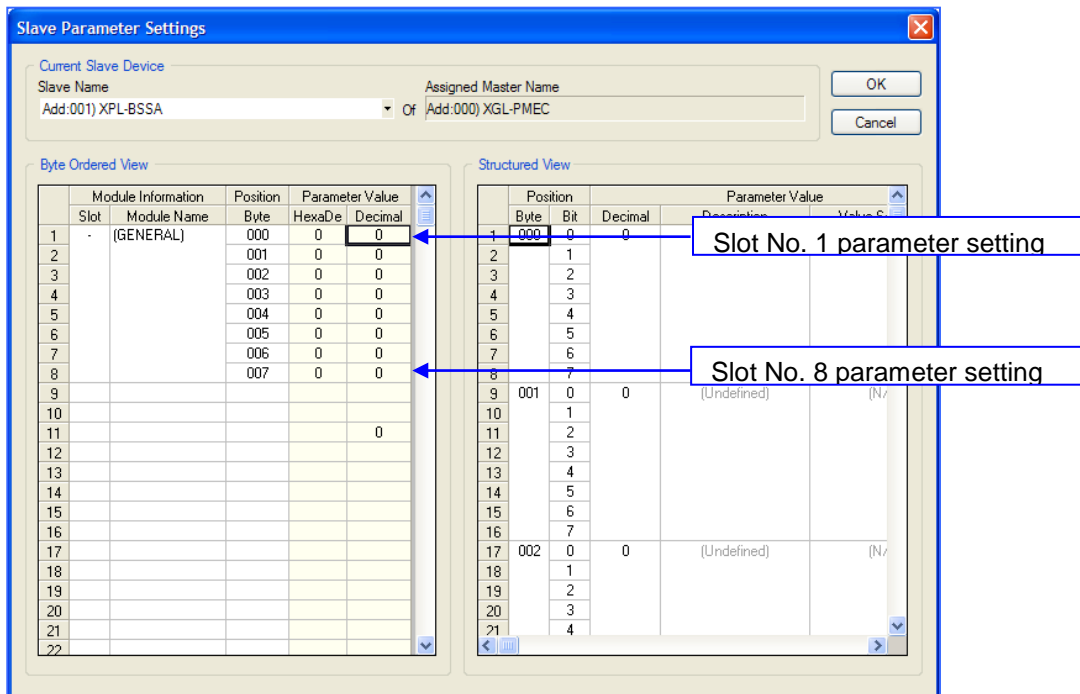 Slave Parameter Settings
Current Slave Device
Slave Name
Assigned Master Name
OK
Add:001) XPL-BSSA
Of
Add:000) XGL-PMEC
Cancel
Byte Ordered View
Module Information Position Parameter Value
Slot Module Name Byte HexaDe Decimal
1 - (GENERAL) 000 0 0
2 001 0 0
3 002 0 0
4 003 0 0
5 004 0 0
6 005 0 0
7 006 0 0
8 007 0 0
9
10
11 0
12
13
14
15
16
17
18
19
20
21
22
Structured View
Position Parameter Value
Byte Bit Decimal Description
1 000 0 0
2 1
3 2
4 3
5 4
6 5
7 6
8 7
9 001 0 0 (Undefined) (N/
10 1
11 2
12 3
13 4
14 5
15 6
16 7
17 002 0 0 (Undefined) (N/
18 1
19 2
20 3
21 4
Slot No. 1 parameter setting
Slot No. 8 parameter setting